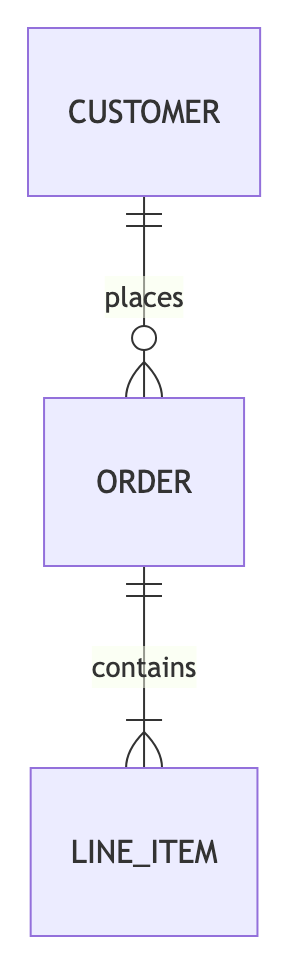 CUSTOMER
places
ORDER
contains
LINE_ITEM